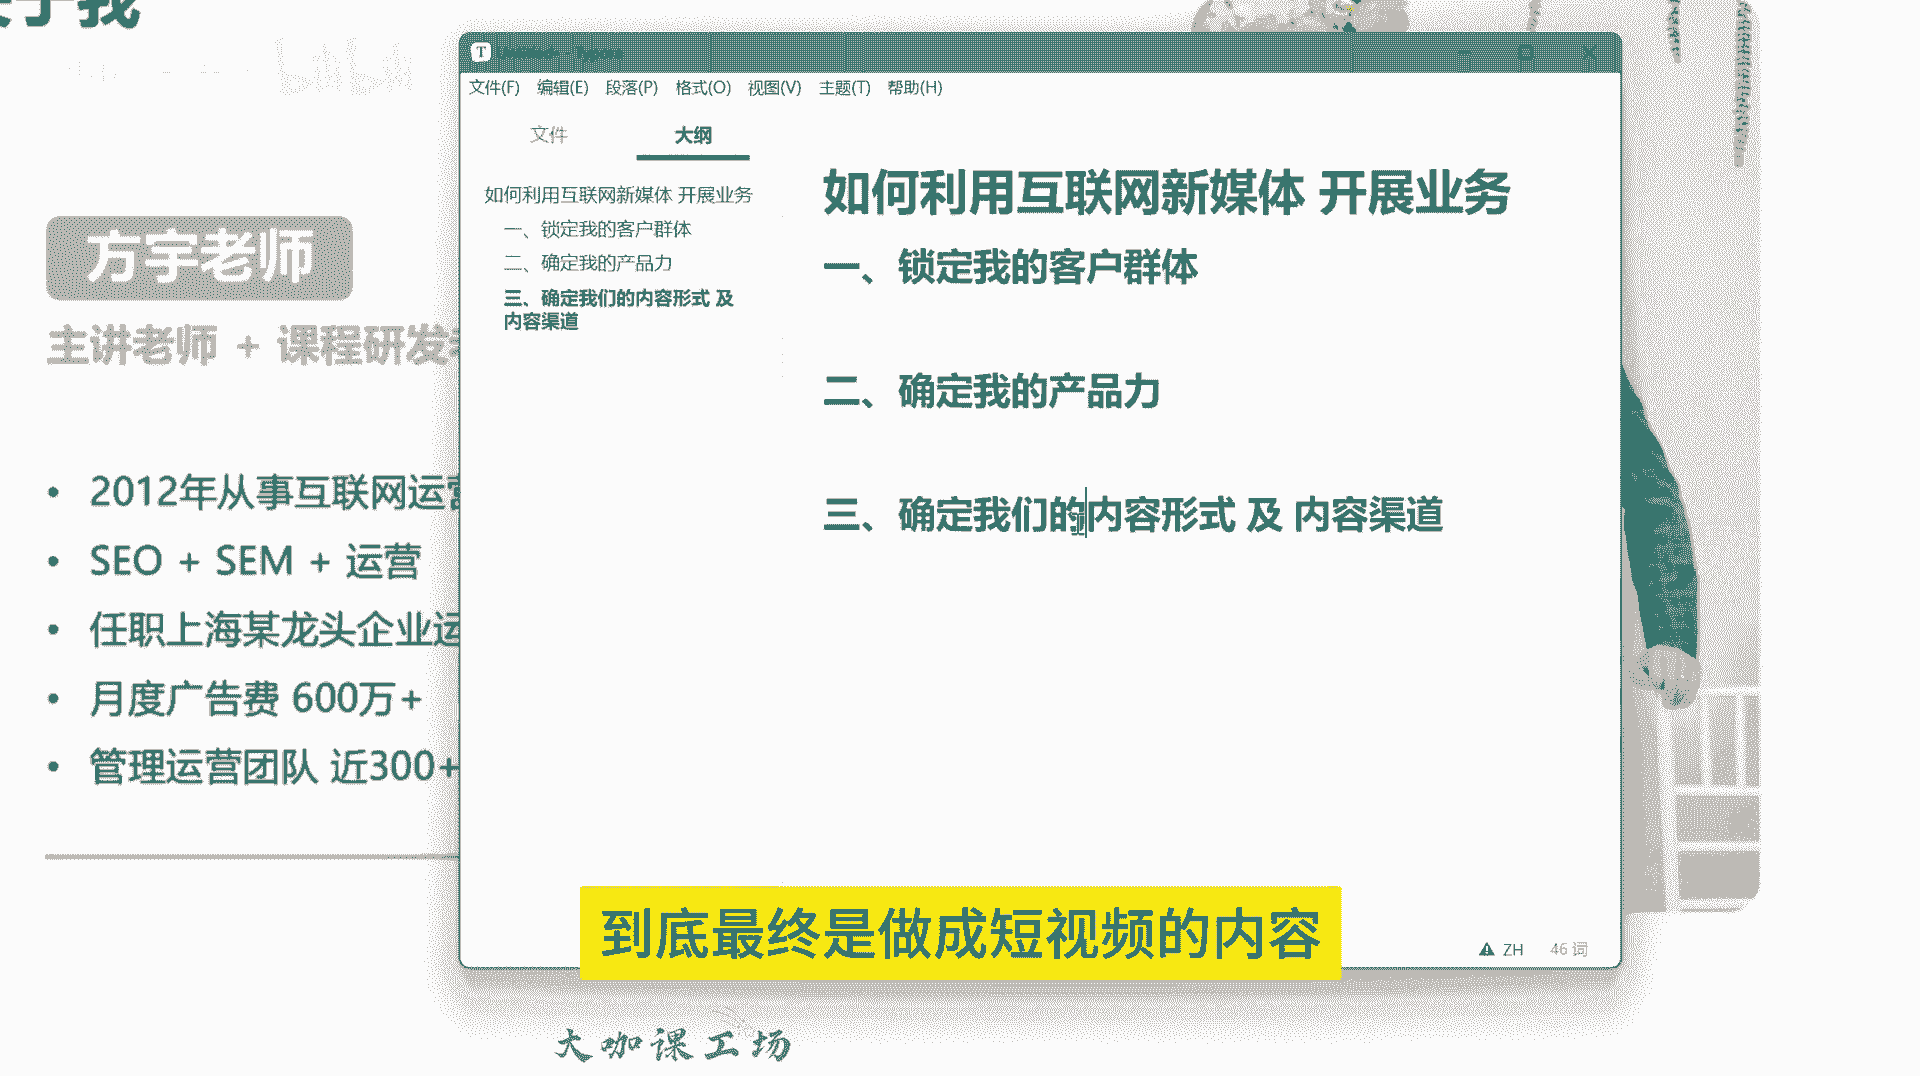 于我
方宇老师
主讲老师 + 课程研发
2012年从事互联网运营
SEO + SEM + 运营
任职上海某龙头企业运
月度广告费 600万+
管理运营团队 近300+
文件(F) 编辑(E) 段落(P) 格式(O) 视图(V) 主题(T) 帮助(H)
文件 大纲
如何利用互联网新媒体 开展业务
一、锁定我的客户群体
二、确定我的产品力
三、确定我们的内容形式 及
内容渠道
如何利用互联网新媒体 开展业务
一、锁定我的客户群体
二、确定我的产品力
三、确定我们的内容形式 及 内容渠道
ZH 46 词
到底最终是做成短视频的内容
大咖课工场